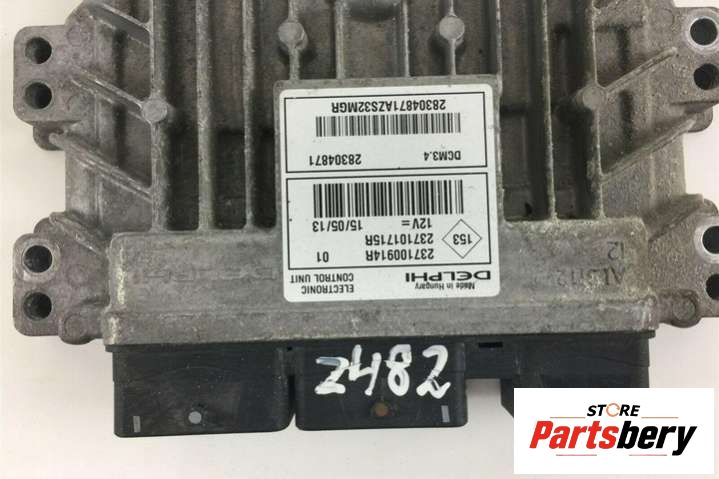 Made in Hungary
DELPHI
ELECTRONIC
CONTROL UNIT
237100914R
01
237101715R
153
12V=
15/05/13
DCM3.4
28304871
28304871AZS32MGR
12
Z482
STORE
Partsbery